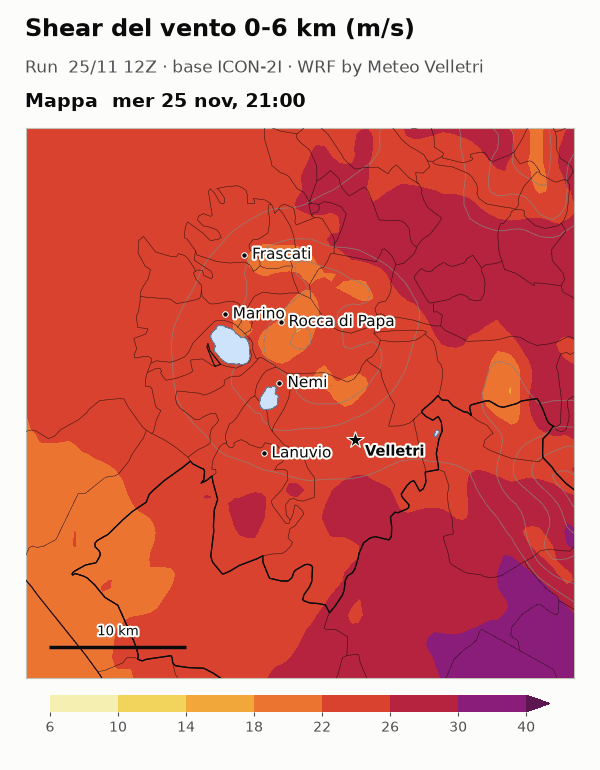 Shear del vento 0-6 km (m/s)
Run  25/11 12Z · base ICON-2I · WRF by Meteo Velletri
Mappa  mer 25 nov, 21:00
Frascati
Marino
Rocca di Papa
Nemi
Velletri
Lanuvio
10 km
6 10 14 18 22 26 30 40